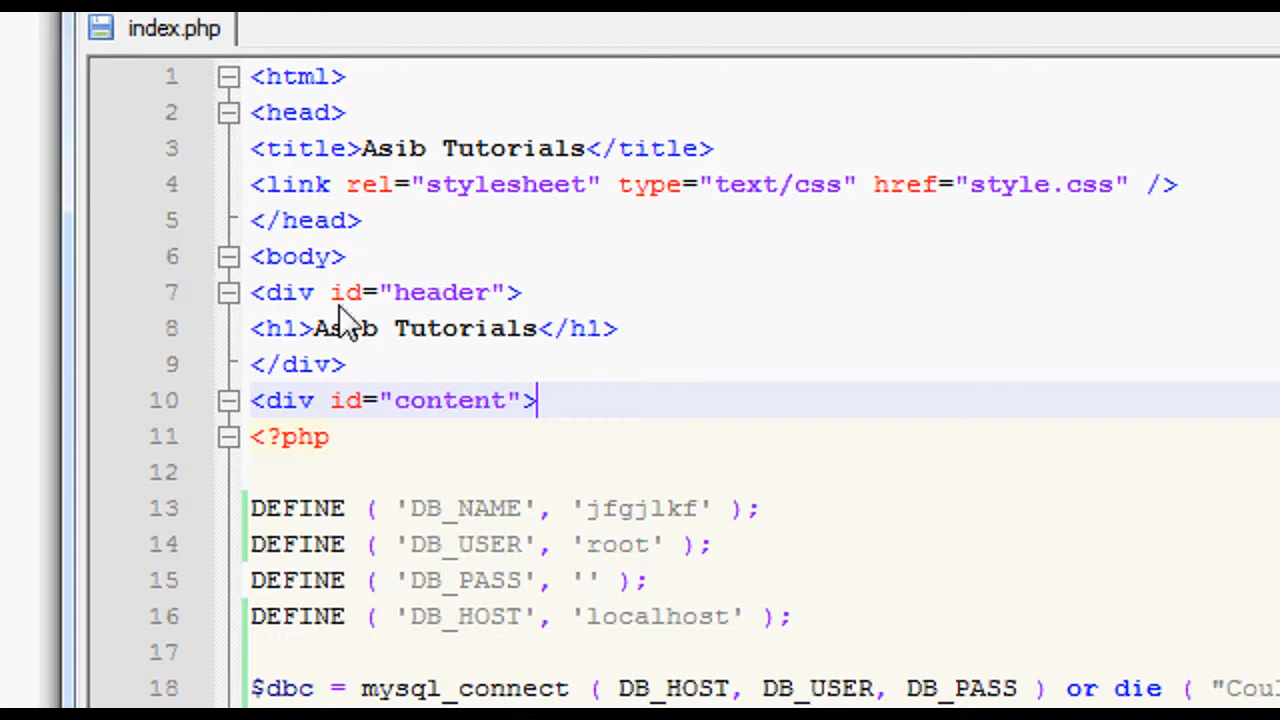 index.php
1 <html>
2 <head>
3 <title>Asib Tutorials</title>
4 <link rel="stylesheet" type="text/css" href="style.css" />
5 </head>
6 <body>
7 <div id="header">
8 <h1>Asib Tutorials</h1>
9 </div>
10 <div id="content">
11 <?php
12
13 DEFINE ( 'DB_NAME', 'jfgjlkf' );
14 DEFINE ( 'DB_USER', 'root' );
15 DEFINE ( 'DB_PASS', '' );
16 DEFINE ( 'DB_HOST', 'localhost' );
17
18 $dbc = mysql_connect ( DB_HOST, DB_USER, DB_PASS ) or die ( "Cou